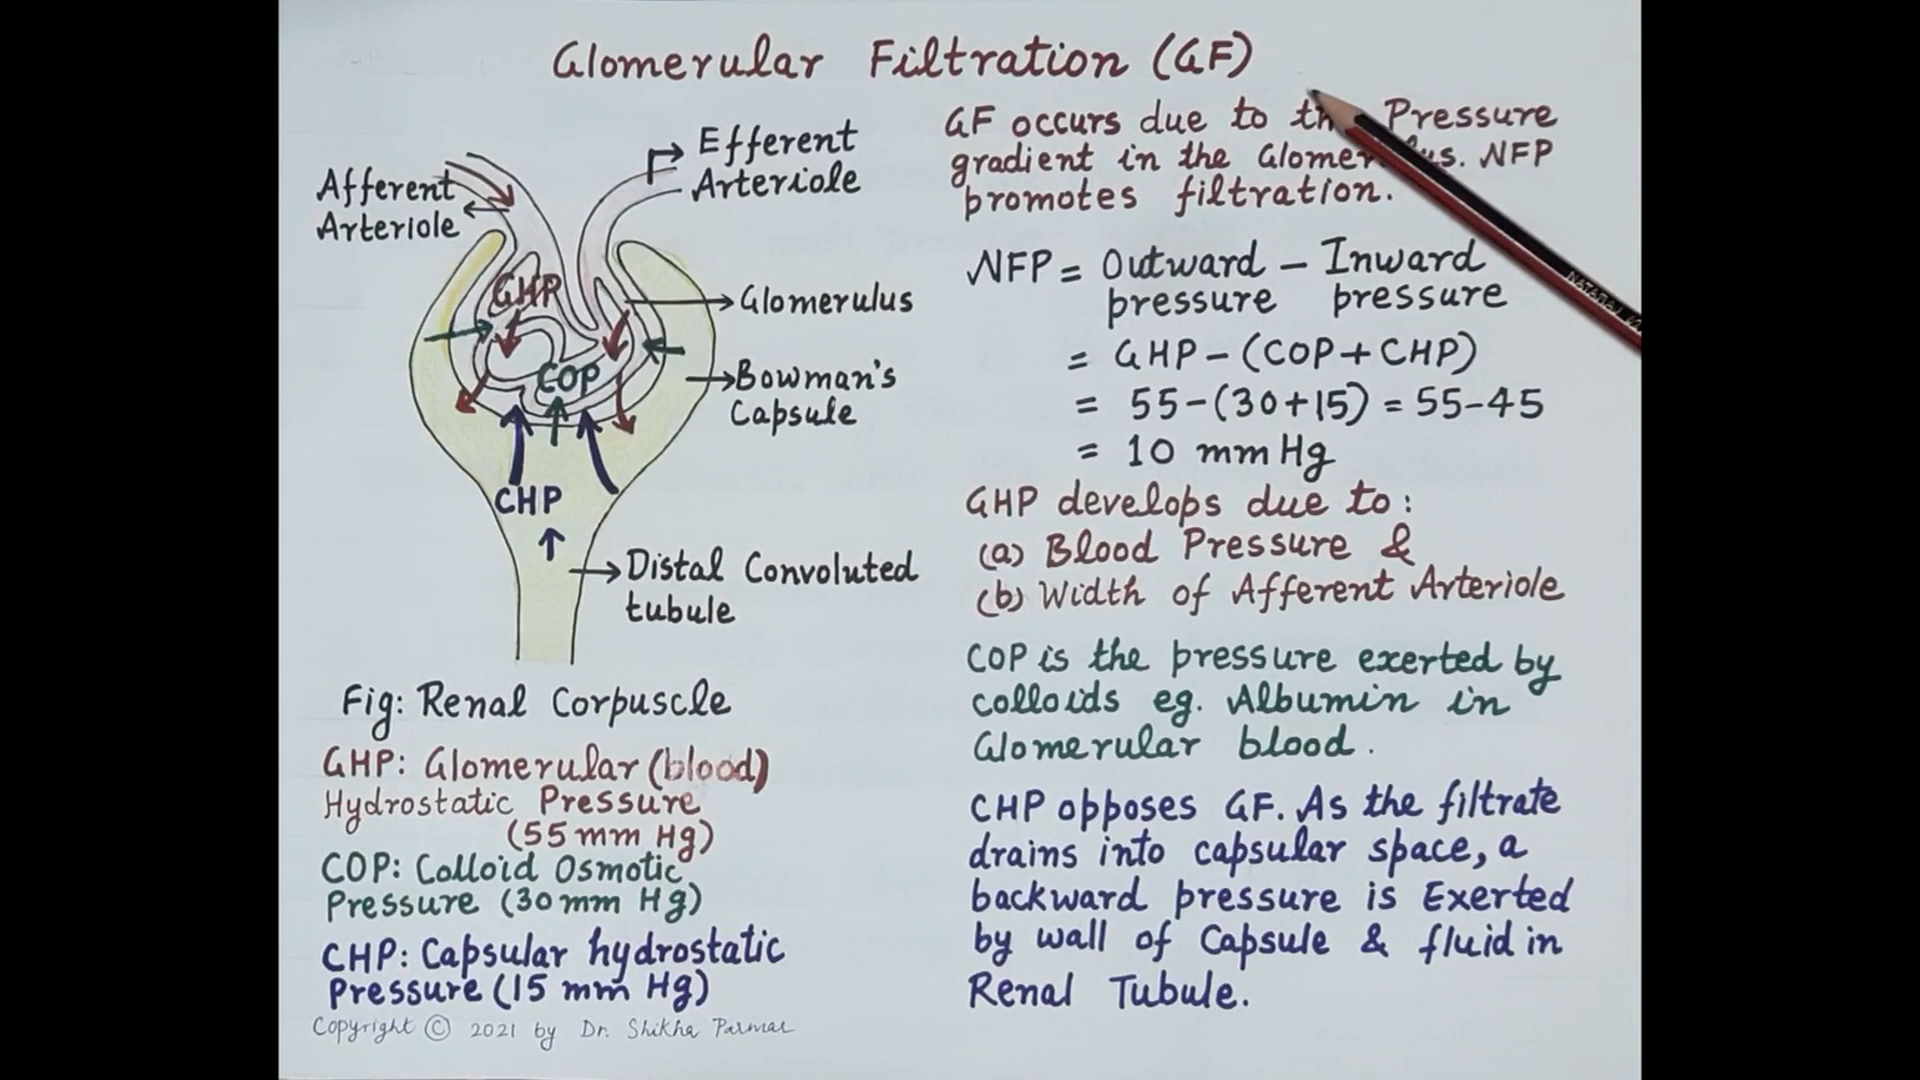 Glomerular Filtration (GF)
Afferent
Arteriole
Efferent
Arteriole
GHP
Glomerulus
COP
Bowman's
Capsule
CHP
Distal Convoluted
tubule
Fig: Renal Corpuscle
GHP: Glomerular (blood)
Hydrostatic Pressure
(55 mm Hg)
COP: Colloid Osmotic
Pressure (30 mm Hg)
CHP: Capsular hydrostatic
Pressure (15 mm Hg)
Copyright © 2021 by Dr. Shikha Parmar
GF occurs due to Pressure
gradient in the NFP
promotes filtration.
NFP = Outward - Inward
pressure pressure
= GHP - (COP + CHP)
= 55 - (30+15) = 55-45
= 10 mm Hg
GHP develops due to:
(a) Blood Pressure &
(b) Width of Afferent Arteriole
COP is the pressure exerted by
colloids eg. Albumin in
Glomerular blood.
CHP opposes GF. As the filtrate
drains into capsular space, a
backward pressure is Exerted
by wall of Capsule & fluid in
Renal Tubule.